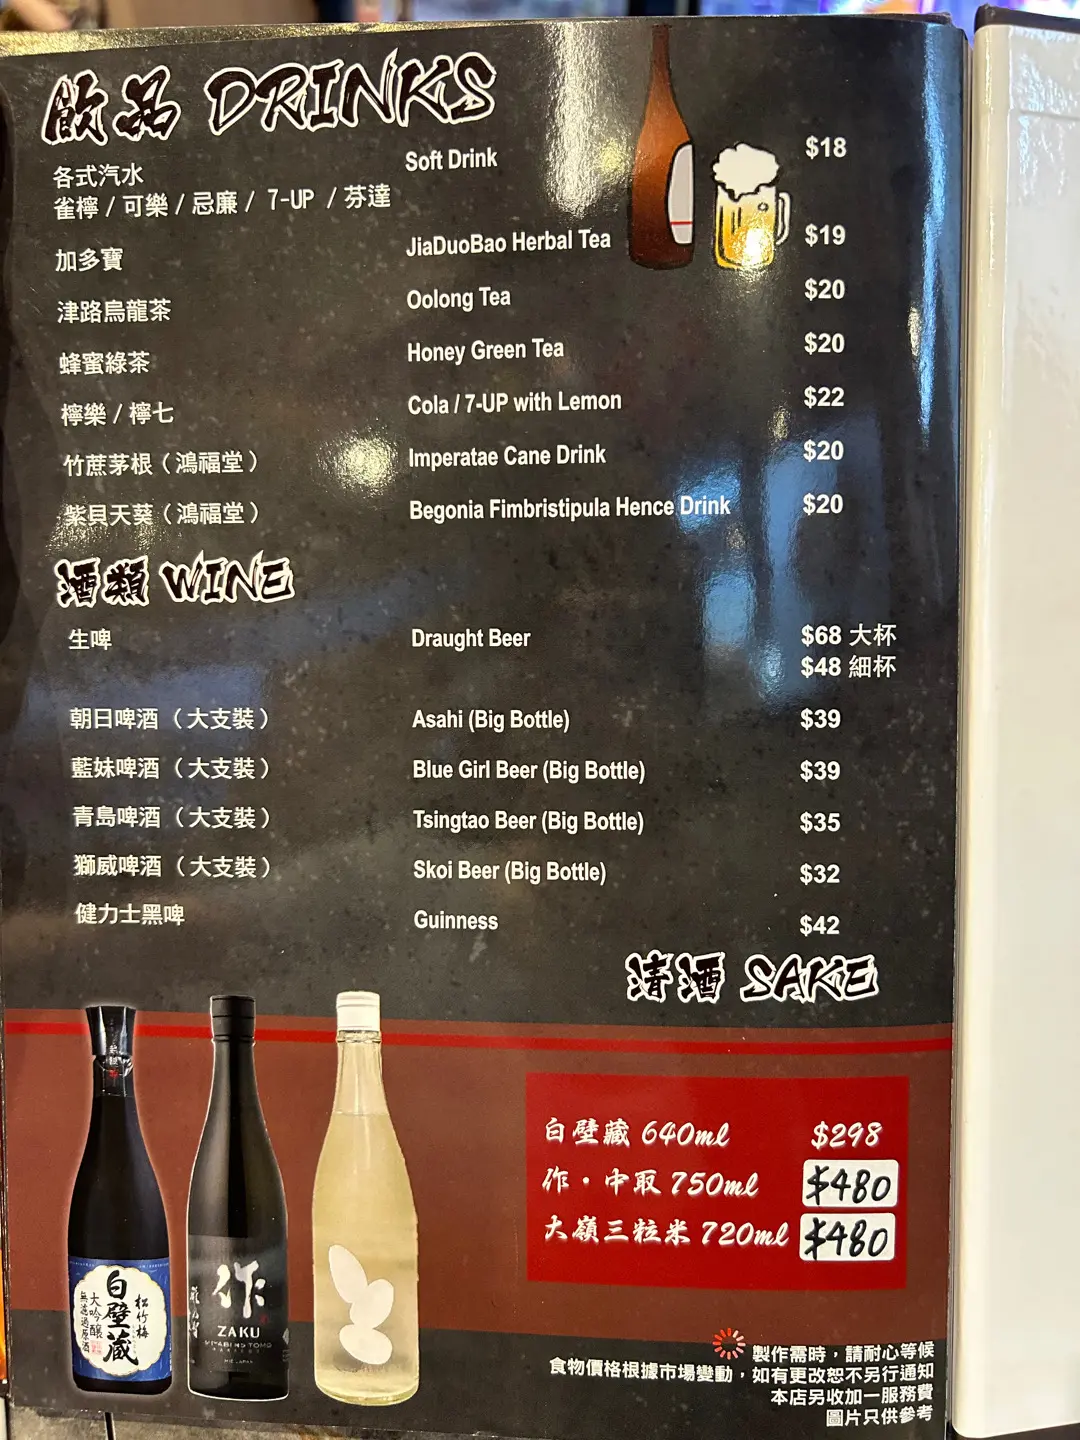 飲品 DRINKS
各式汽水 Soft Drink $18
雀檸 / 可樂 / 忌廉 / 7-UP / 芬達
加多寶 JiaDuoBao Herbal Tea $19
津路烏龍茶 Oolong Tea $20
蜂蜜綠茶 Honey Green Tea $20
檸樂 / 檸七 Cola / 7-UP with Lemon $22
竹蔗茅根（鴻福堂） Imperatae Cane Drink $20
紫貝天葵（鴻福堂） Begonia Fimbristipula Hence Drink $20
酒類 WINE
生啤 Draught Beer $68 大杯
$48 細杯
朝日啤酒（大支裝） Asahi (Big Bottle) $39
藍妹啤酒（大支裝） Blue Girl Beer (Big Bottle) $39
青島啤酒（大支裝） Tsingtao Beer (Big Bottle) $35
獅威啤酒（大支裝） Skol Beer (Big Bottle) $32
健力士黑啤 Guinness $42
清酒 SAKE
白壁藏 640ml $298
作・中取 750ml $480
大嶺三粒米 720ml $480
松竹梅
白壁藏
大吟醸
無濾過原酒
作
ZAKU
製作需時，請耐心等候
食物價格根據市場變動，如有更改恕不另行通知
本店另收加一服務費
圖片只供參考